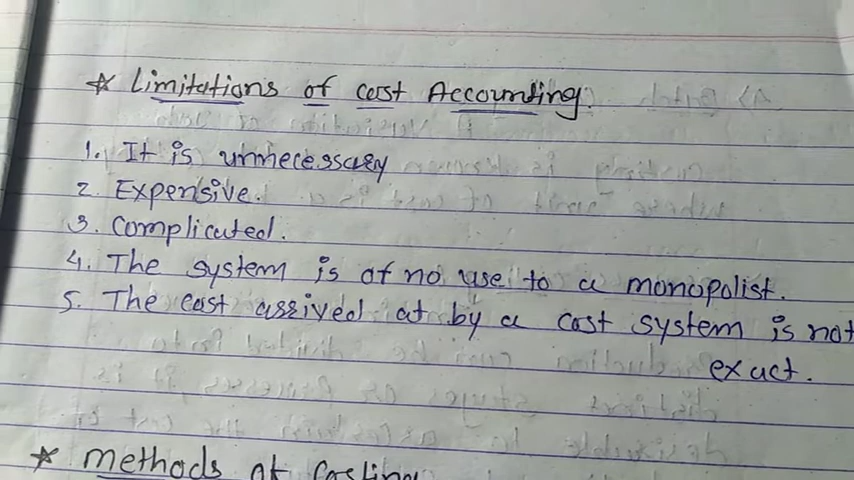 * Limitations of cost Accounting.
1. It is unnecessary
2. Expensive.
3. Complicated.
4. The system is of no use to a monopolist.
5. The cost arrived at by a cost system is not
exact.
* methods of Costing